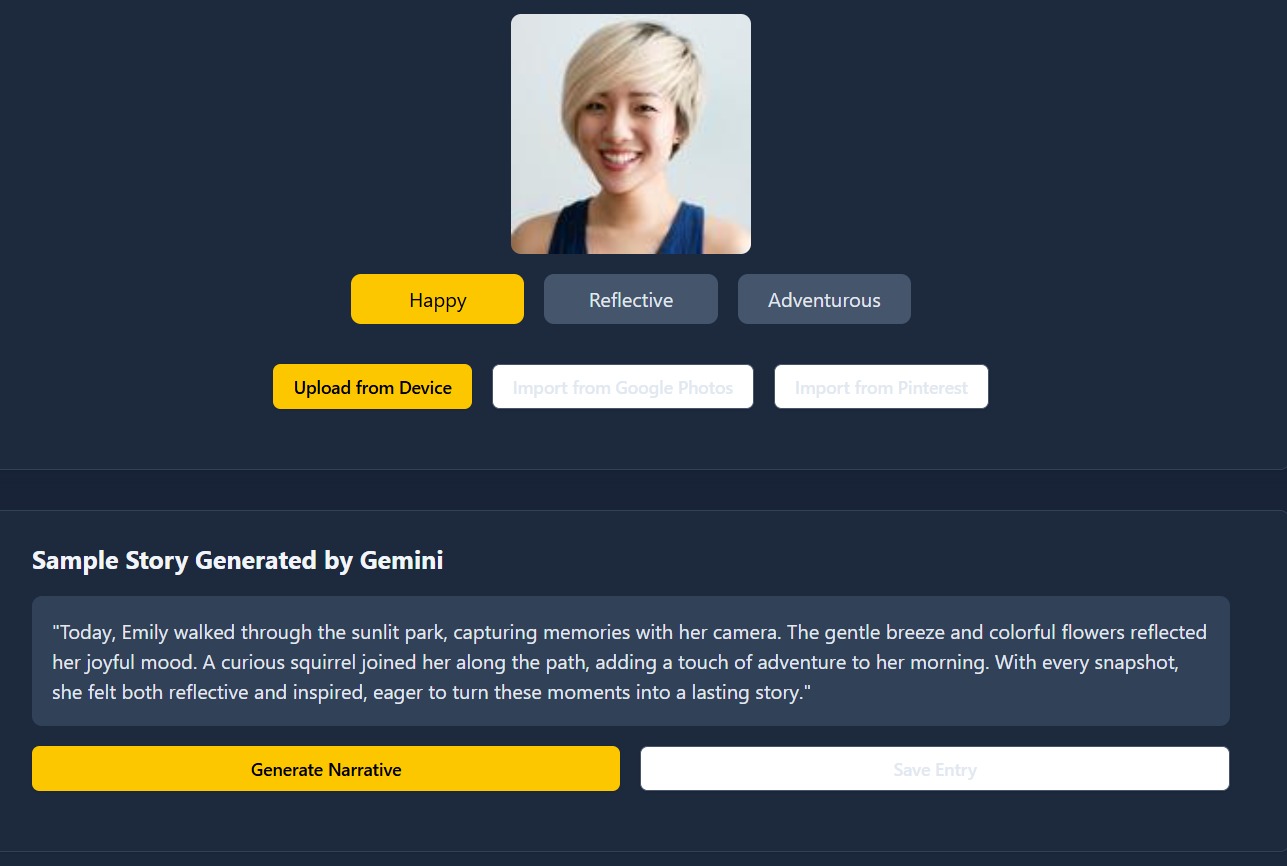 Happy
Reflective
Adventurous
Upload from Device
Import from Google Photos
Import from Pinterest
Sample Story Generated by Gemini
"Today, Emily walked through the sunlit park, capturing memories with her camera. The gentle breeze and colorful flowers reflected
her joyful mood. A curious squirrel joined her along the path, adding a touch of adventure to her morning. With every snapshot,
she felt both reflective and inspired, eager to turn these moments into a lasting story."
Generate Narrative
Save Entry